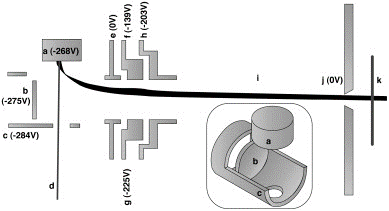 e (0V)
f (-139V)
h (-203V)
a (-268V)
i
j (0V)
k
b
(-275V)
c (-284V)
d
g (-225V)
a
b
c